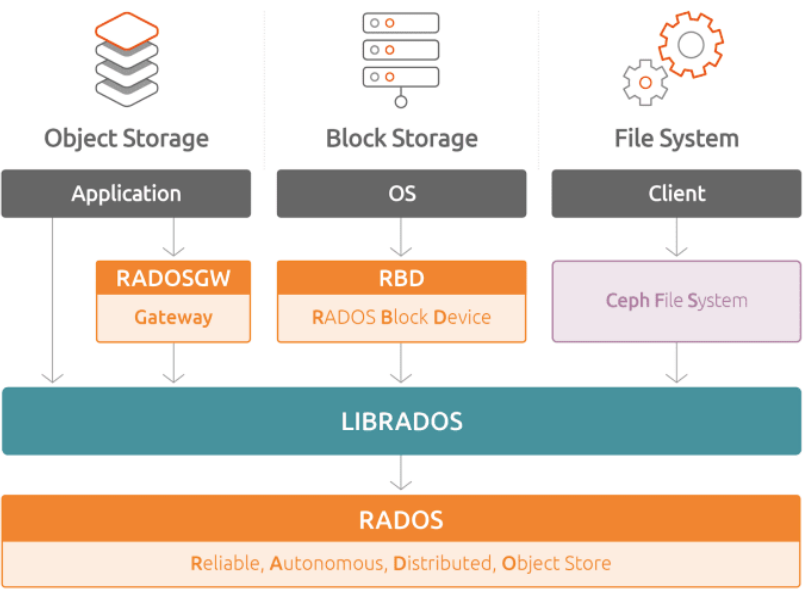 Object Storage
Block Storage
File System
Application
OS
Client
RADOSGW
Gateway
RBD
RADOS Block Device
Ceph File System
LIBRADOS
RADOS
Reliable, Autonomous, Distributed, Object Store